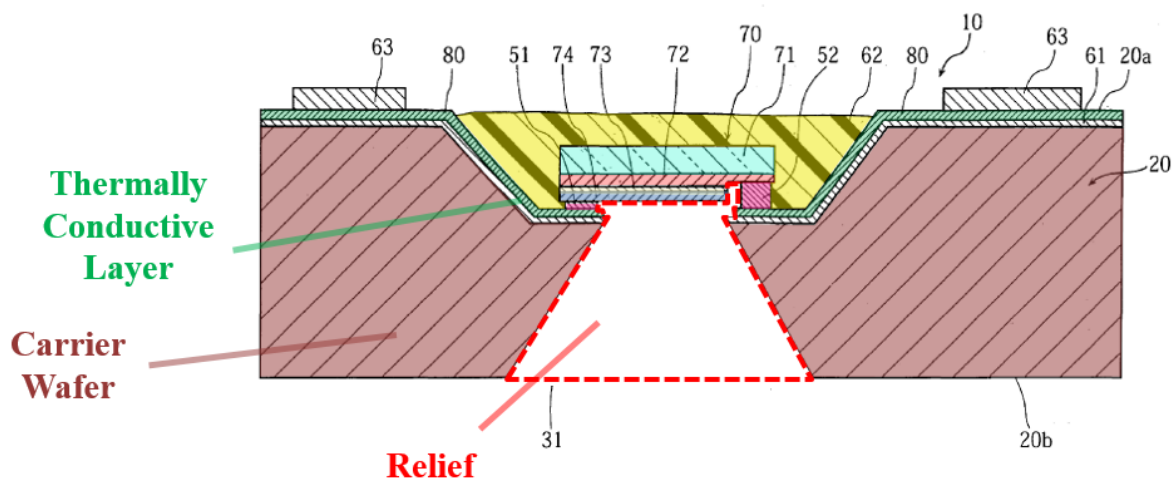 63 80 51 74 73 72 70 71 52 62 80 10 63 61 20a
20
Thermally
Conductive
Layer
Carrier
Wafer
31
20b
Relief